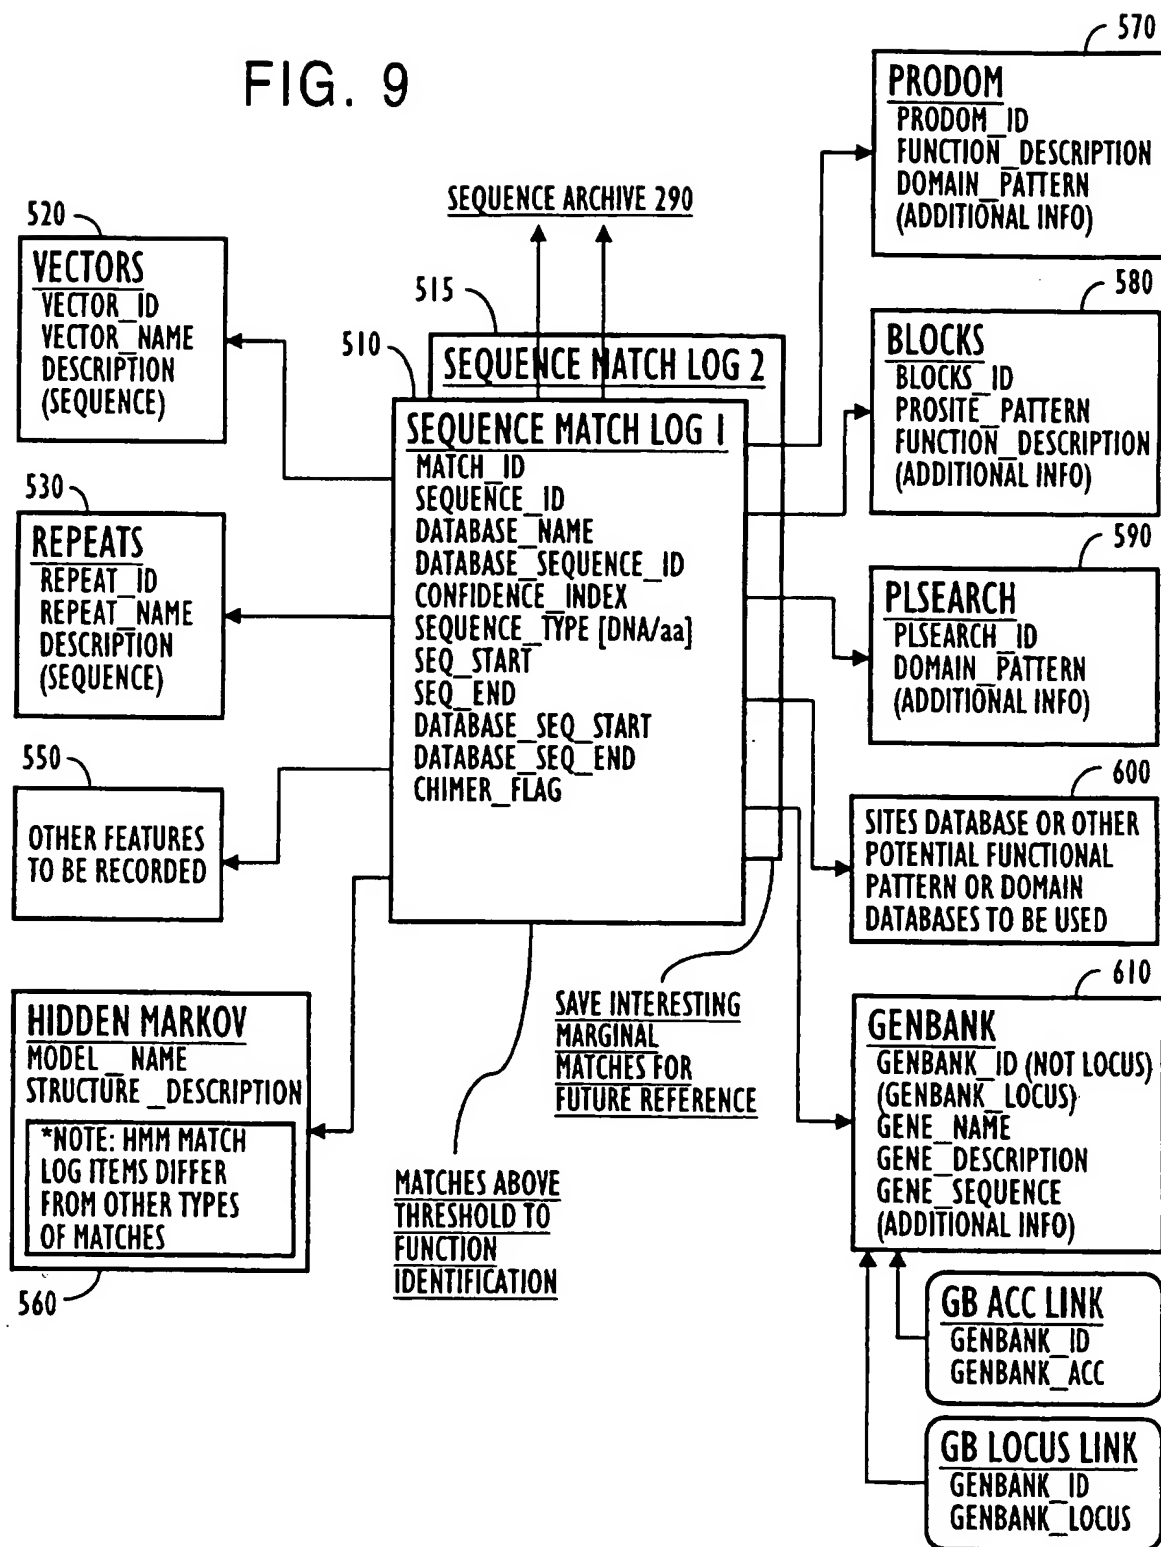 FIG. 9
SEQUENCE ARCHIVE 290
520
VECTORS
VECTOR_ID
VECTOR_NAME
DESCRIPTION
(SEQUENCE)
530
REPEATS
REPEAT_ID
REPEAT_NAME
DESCRIPTION
(SEQUENCE)
550
OTHER FEATURES
TO BE RECORDED
HIDDEN MARKOV
MODEL_NAME
STRUCTURE_DESCRIPTION
*NOTE: HMM MATCH
LOG ITEMS DIFFER
FROM OTHER TYPES
OF MATCHES
560
515
SEQUENCE MATCH LOG 2
510
SEQUENCE MATCH LOG 1
MATCH_ID
SEQUENCE_ID
DATABASE_NAME
DATABASE_SEQUENCE_ID
CONFIDENCE_INDEX
SEQUENCE_TYPE [DNA/aa]
SEQ_START
SEQ_END
DATABASE_SEQ_START
DATABASE_SEQ_END
CHIMER_FLAG
MATCHES ABOVE
THRESHOLD TO
FUNCTION
IDENTIFICATION
SAVE INTERESTING
MARGINAL
MATCHES FOR
FUTURE REFERENCE
570
PRODOM
PRODOM_ID
FUNCTION_DESCRIPTION
DOMAIN_PATTERN
(ADDITIONAL INFO)
580
BLOCKS
BLOCKS_ID
PROSITE_PATTERN
FUNCTION_DESCRIPTION
(ADDITIONAL INFO)
590
PLSEARCH
PLSEARCH_ID
DOMAIN_PATTERN
(ADDITIONAL INFO)
600
SITES DATABASE OR OTHER
POTENTIAL FUNCTIONAL
PATTERN OR DOMAIN
DATABASES TO BE USED
610
GENBANK
GENBANK_ID (NOT LOCUS)
(GENBANK_LOCUS)
GENE_NAME
GENE_DESCRIPTION
GENE_SEQUENCE
(ADDITIONAL INFO)
GB ACC LINK
GENBANK_ID
GENBANK_ACC
GB LOCUS LINK
GENBANK_ID
GENBANK_LOCUS